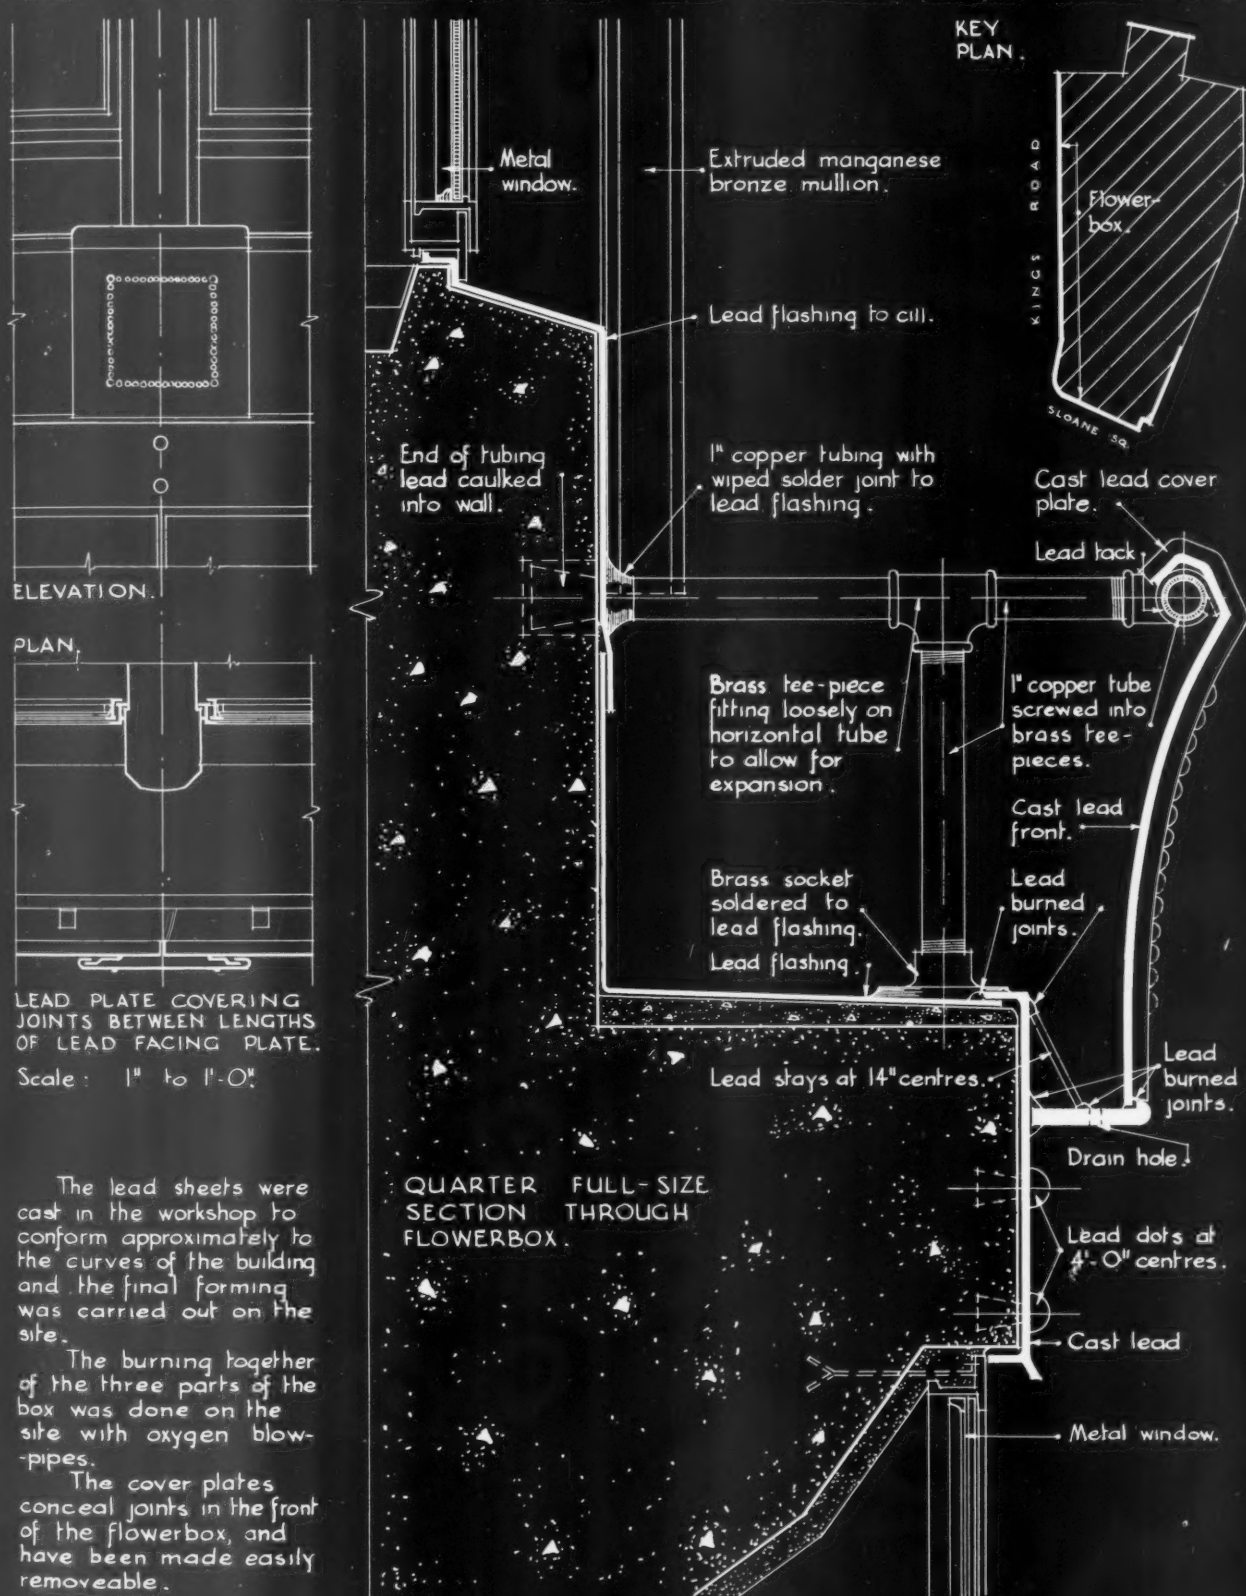 KEY
PLAN.
KINGS ROAD
Flower-
box.
SLOANE SQ.
Metal
window.
Extruded manganese
bronze mullion.
Lead flashing to cill.
End of tubing
lead caulked
into wall.
1" copper tubing with
wiped solder joint to
lead flashing.
Cast lead cover
plate.
Lead tack
ELEVATION.
PLAN.
Brass tee-piece
fitting loosely on
horizontal tube
to allow for
expansion.
1" copper tube
screwed into
brass tee-
pieces.
Cast lead
front.
Brass socket
soldered to
lead flashing.
Lead flashing.
Lead
burned
joints.
LEAD PLATE COVERING
JOINTS BETWEEN LENGTHS
OF LEAD FACING PLATE.
Scale: 1" to 1'-0".
Lead stays at 14" centres.
Lead
burned
joints.
Drain hole.
QUARTER FULL-SIZE
SECTION THROUGH
FLOWERBOX.
Lead dots at
4'-0" centres.
Cast lead
Metal window.
The lead sheets were
cast in the workshop to
conform approximately to
the curves of the building
and the final forming
was carried out on the
site.
The burning together
of the three parts of the
box was done on the
site with oxygen blow-
-pipes.
The cover plates
conceal joints in the front
of the flowerbox, and
have been made easily
removeable.